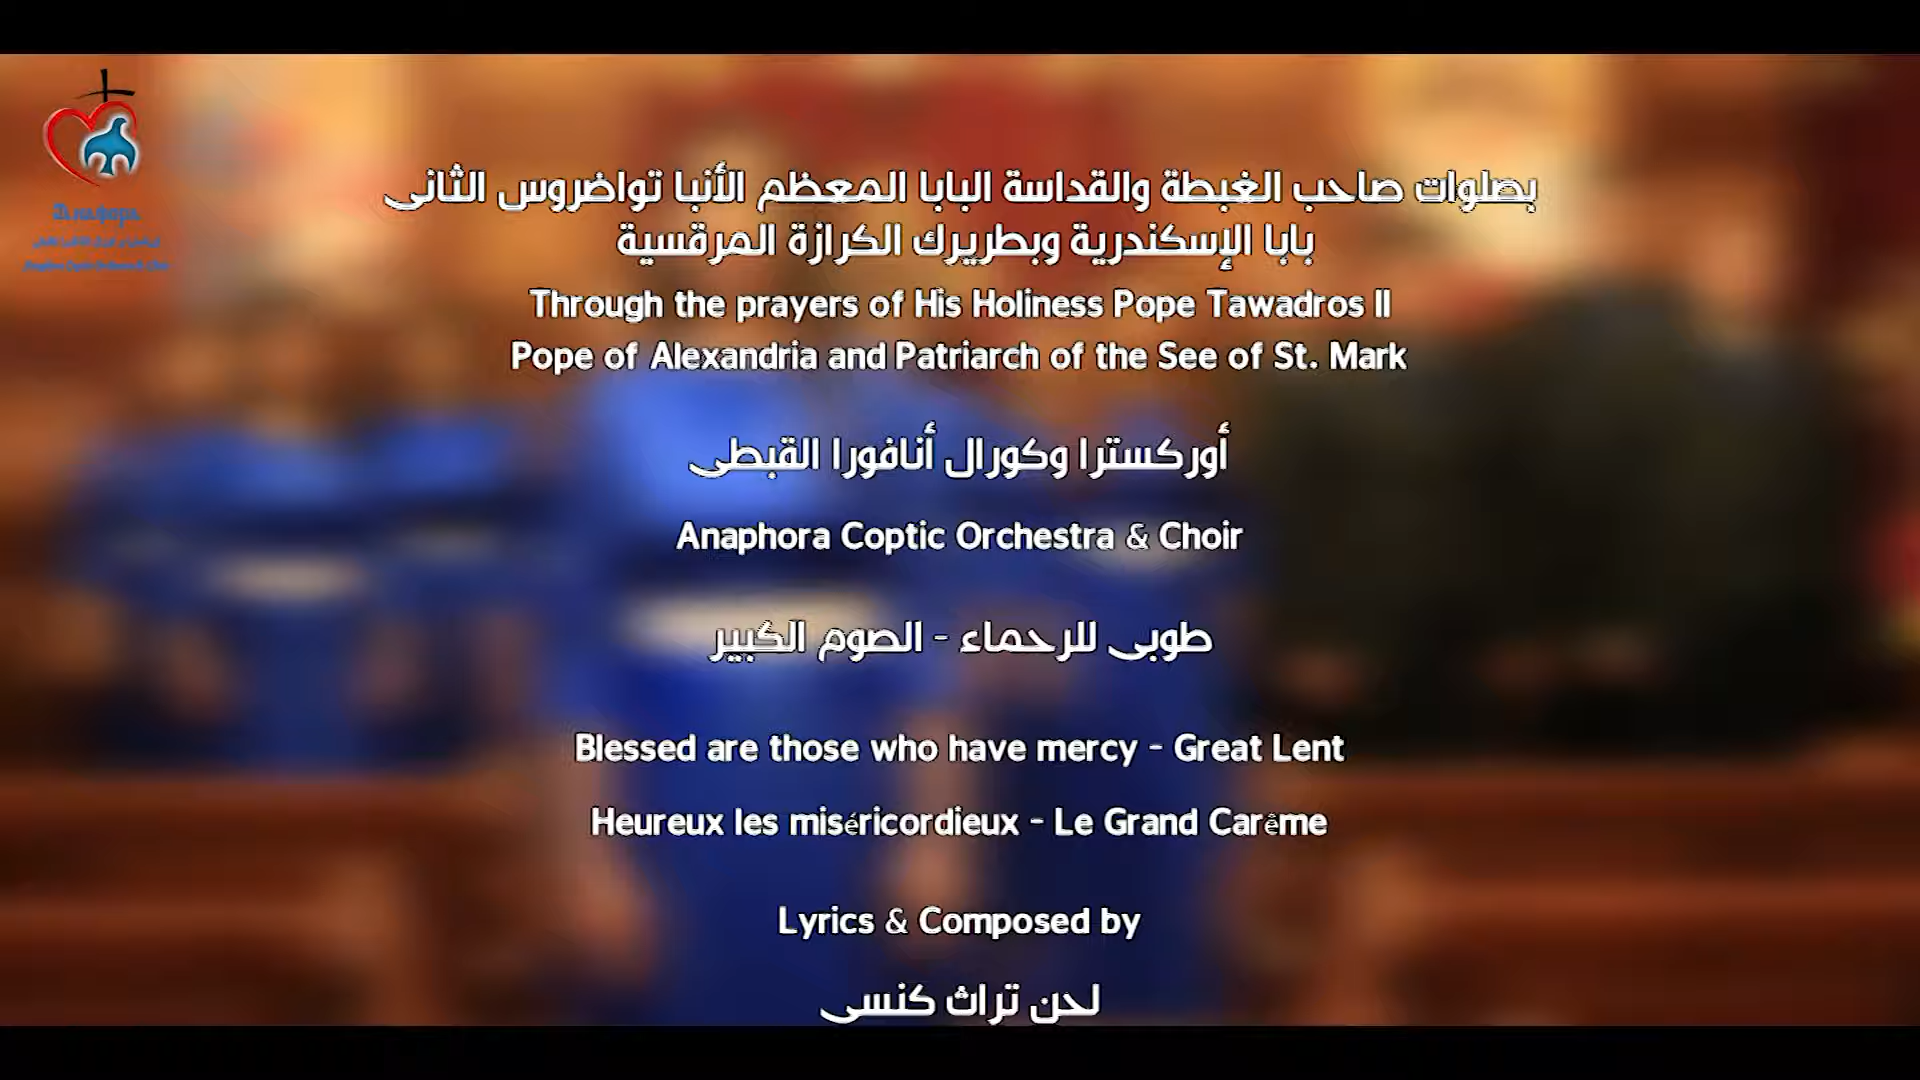 بصلوات صاحب الغبطة والقداسة البابا المعظم الأنبا تواضروس الثانى
بابا الإسكندرية وبطريرك الكرازة المرقسية
Through the prayers of His Holiness Pope Tawadros II
Pope of Alexandria and Patriarch of the See of St. Mark
أوركسترا وكورال أنافورا القبطى
Anaphora Coptic Orchestra & Choir
طوبى للرحماء - الصوم الكبير
Blessed are those who have mercy - Great Lent
Heureux les miséricordieux - Le Grand Carême
Lyrics & Composed by
لحن تراث كنسى